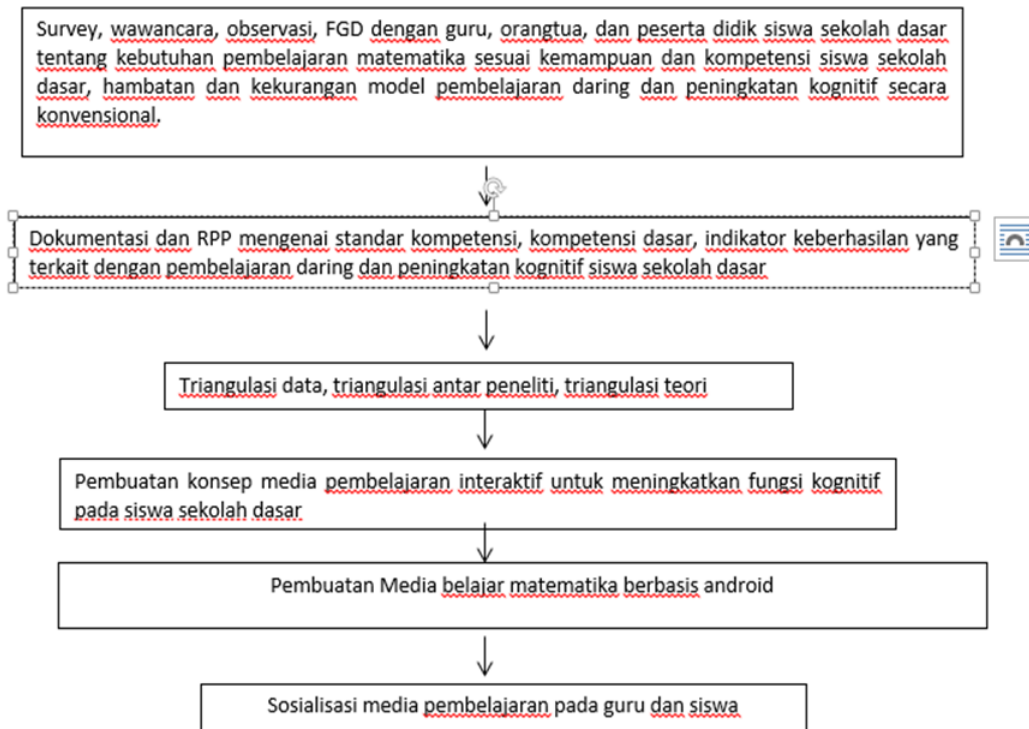 Survey, wawancara, observasi, FGD dengan guru, orangtua, dan peserta didik siswa sekolah dasar
tentang kebutuhan pembelajaran matematika sesuai kemampuan dan kompetensi siswa sekolah
dasar, hambatan dan kekurangan model pembelajaran daring dan peningkatan kognitif secara
konvensional.
Dokumentasi dan RPP mengenai standar kompetensi, kompetensi dasar, indikator keberhasilan yang
terkait dengan pembelajaran daring dan peningkatan kognitif siswa sekolah dasar
Triangulasi data, triangulasi antar peneliti, triangulasi teori
Pembuatan konsep media pembelajaran interaktif untuk meningkatkan fungsi kognitif
pada siswa sekolah dasar
Pembuatan Media belajar matematika berbasis android
Sosialisasi media pembelajaran pada guru dan siswa